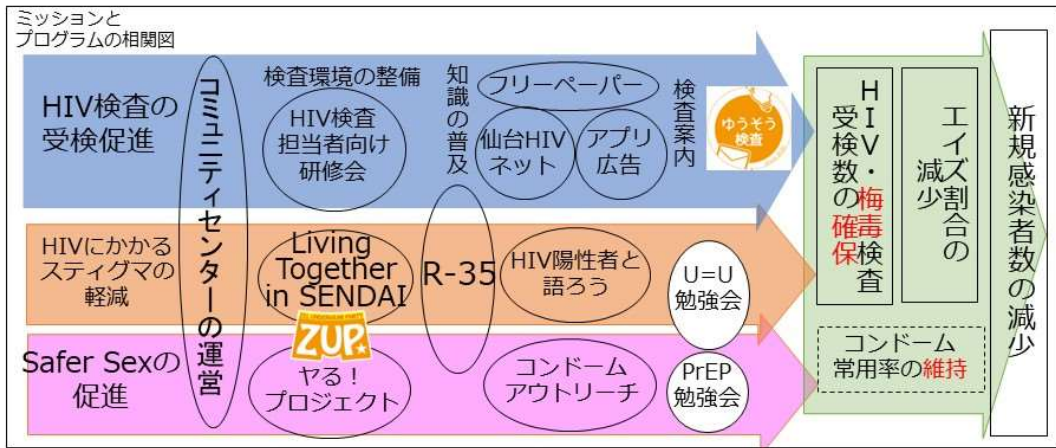 ミッションと
プログラムの相関図
HIV検査の
受検促進
コミュニティセンターの運営
検査環境の整備
HIV検査
担当者向け
研修会
知識の普及
フリーペーパー
仙台HIV
ネット
アプリ
広告
検査案内
ゆうそう
検査
HIVにかかる
スティグマの
軽減
Living
Together
in SENDAI
R-35
HIV陽性者と
語ろう
U=U
勉強会
ZUP
Safer Sexの
促進
ヤる！
プロジェクト
コンドーム
アウトリーチ
PrEP
勉強会
HIV・梅毒検査
受検数の確保
エイズ割合の
減少
コンドーム
常用率の維持
新規感染者数の減少